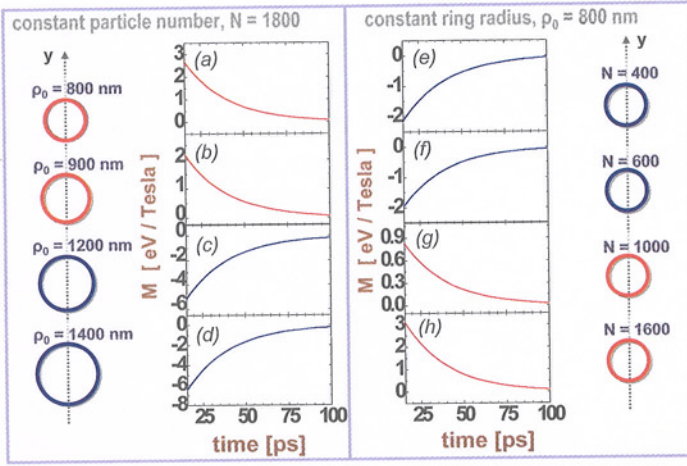 constant particle number, N = 1800
y
ρ₀ = 800 nm
ρ₀ = 900 nm
ρ₀ = 1200 nm
ρ₀ = 1400 nm
M [ eV / Tesla ]
(a)
3
2
1
0
(b)
2
1
0
(c)
0
-2
-4
-6
(d)
0
-2
-4
-6
-8
25 50 75 100
time [ps]
constant ring radius, ρ₀ = 800 nm
M [ eV / Tesla ]
(e)
0
-1
-2
(f)
0
-1
-2
(g)
0.9
0.6
0.3
0.0
(h)
3
2
1
0
25 50 75 100
time [ps]
y
N = 400
N = 600
N = 1000
N = 1600